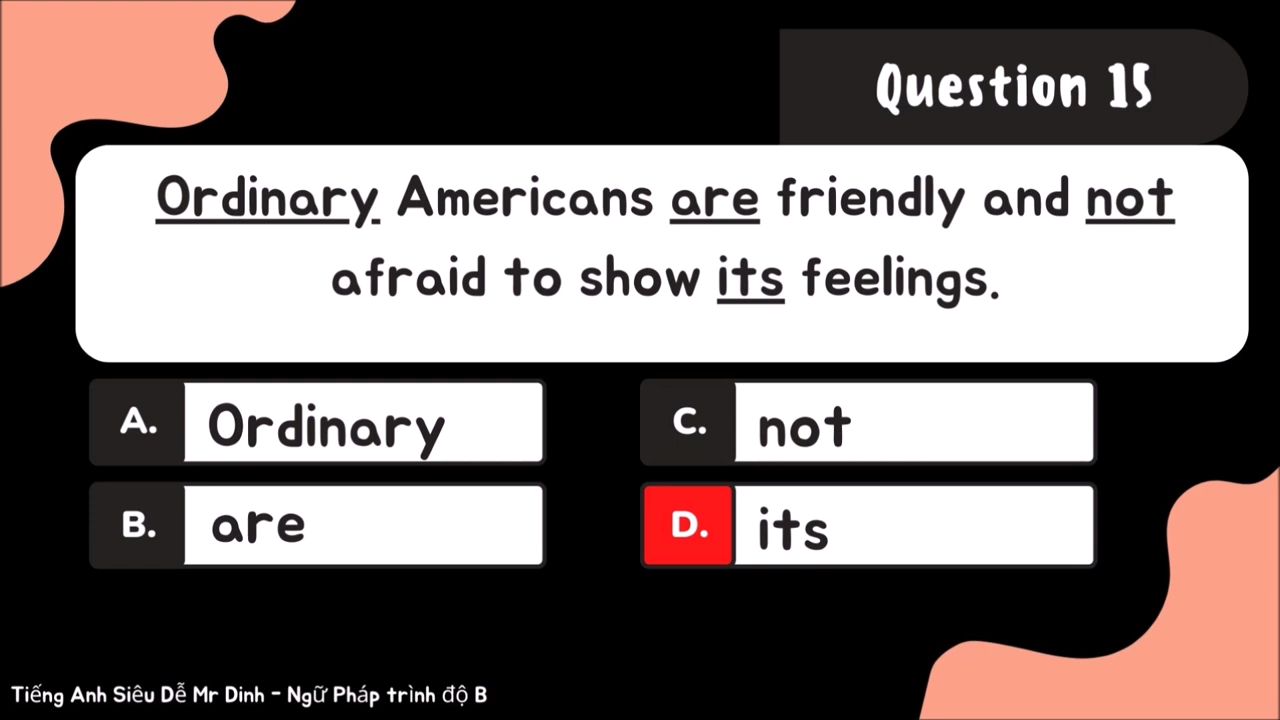 Question 15
Ordinary Americans are friendly and not
afraid to show its feelings.
A. Ordinary
C. not
B. are
D. its
Tiếng Anh Siêu Dễ Mr Dinh - Ngữ Pháp trình độ B